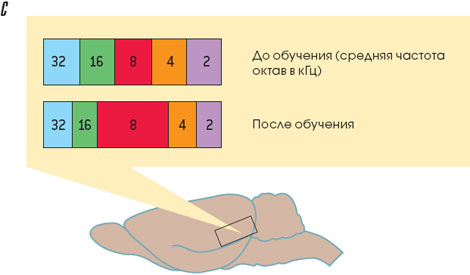 C
32 16 8 4 2
До обучения (средняя частота
октав в кГц)
32 16 8 4 2
После обучения